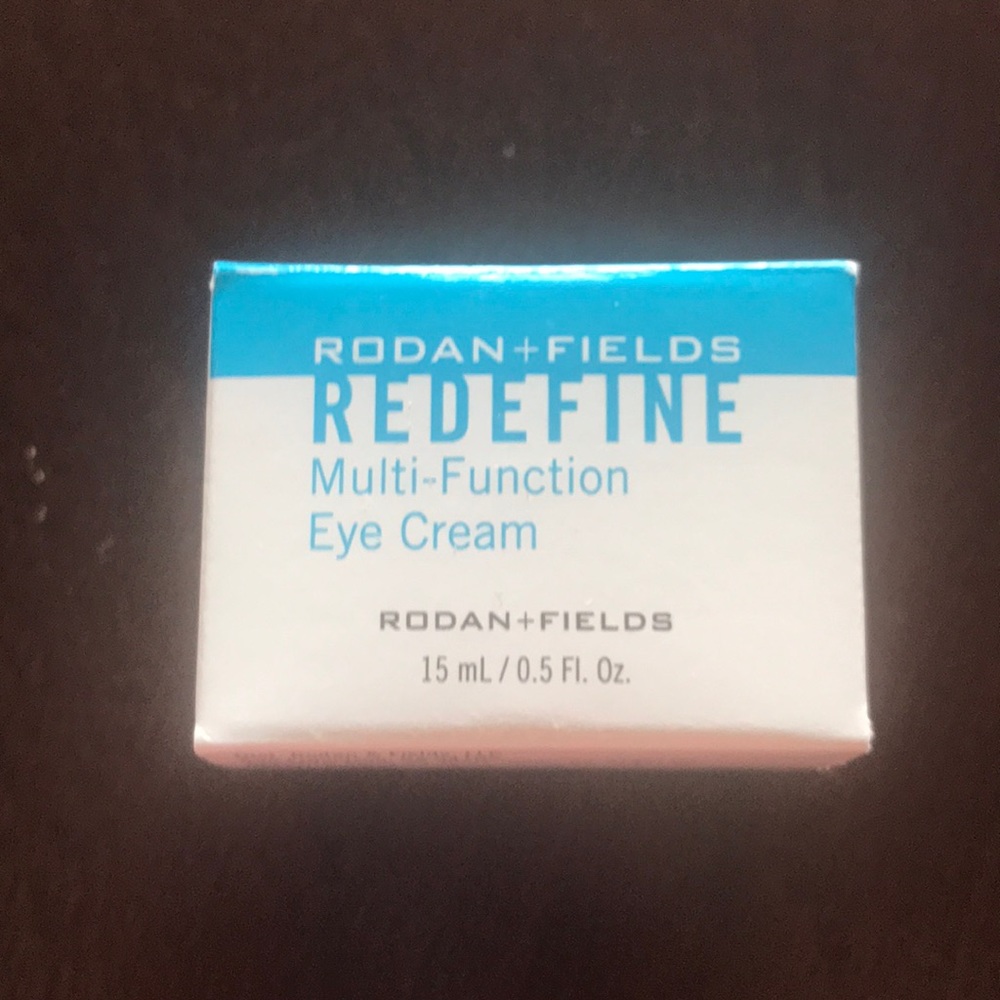 RODAN+FIELDS
REDEFINE
Multi-Function
Eye Cream
RODAN+FIELDS
15 mL / 0.5 Fl. Oz.